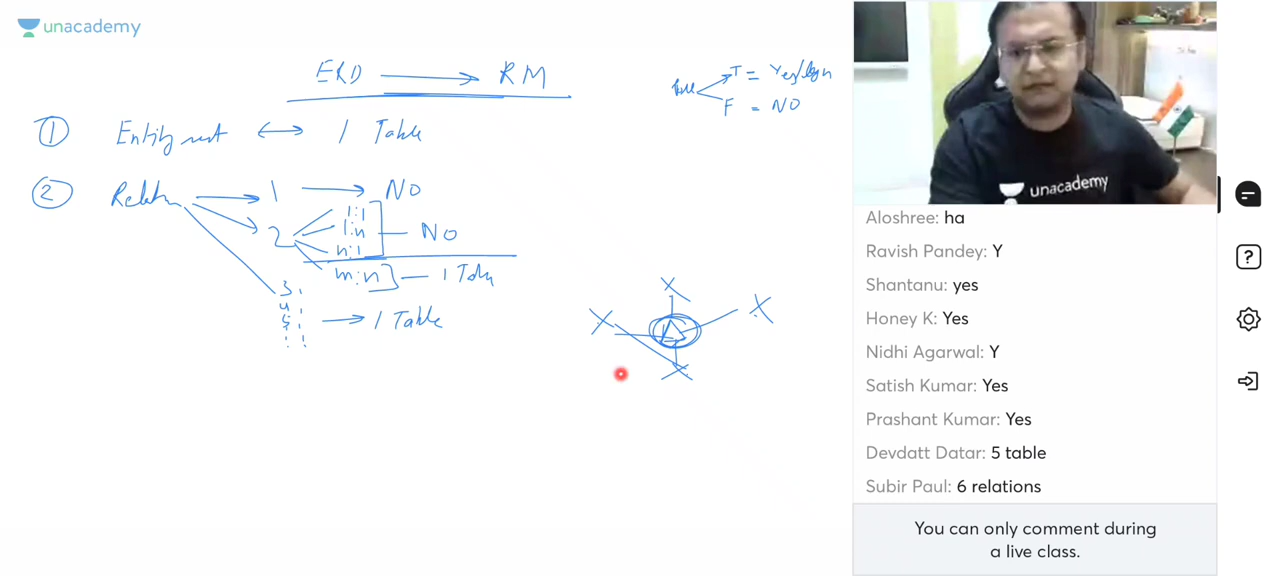 unacademy
ERD → RM
T = Yes/
F = NO
① Entity set ↔ 1 Table
② Relation → 1 → NO
2
1:1
1:n
n:1
NO
m:n 1 Table
3
4
5 → 1 Table
unacademy
Aloshree: ha
Ravish Pandey: Y
Shantanu: yes
Honey K: Yes
Nidhi Agarwal: Y
Satish Kumar: Yes
Prashant Kumar: Yes
Devdatt Datar: 5 table
Subir Paul: 6 relations
You can only comment during
a live class.